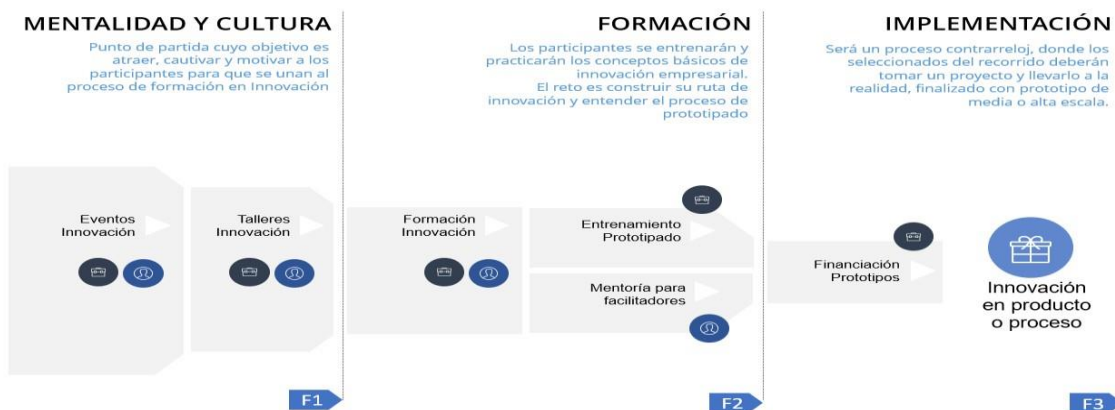 MENTALIDAD Y CULTURA
Punto de partida cuyo objetivo es
atraer, cautivar y motivar a los
participantes para que se unan al
proceso de formación en Innovación
Eventos
Innovación
Talleres
Innovación
F1
FORMACIÓN
Los participantes se entrenarán y
practicarán los conceptos básicos de
innovación empresarial.
El reto es construir su ruta de
innovación y entender el proceso de
prototipado
Formación
Innovación
Entrenamiento
Prototipado
Mentoría para
facilitadores
F2
IMPLEMENTACIÓN
Será un proceso contrarreloj, donde los
seleccionados del recorrido deberán
tomar un proyecto y llevarlo a la
realidad, finalizado con prototipo de
media o alta escala.
Financiación
Prototipos
Innovación
en producto
o proceso
F3